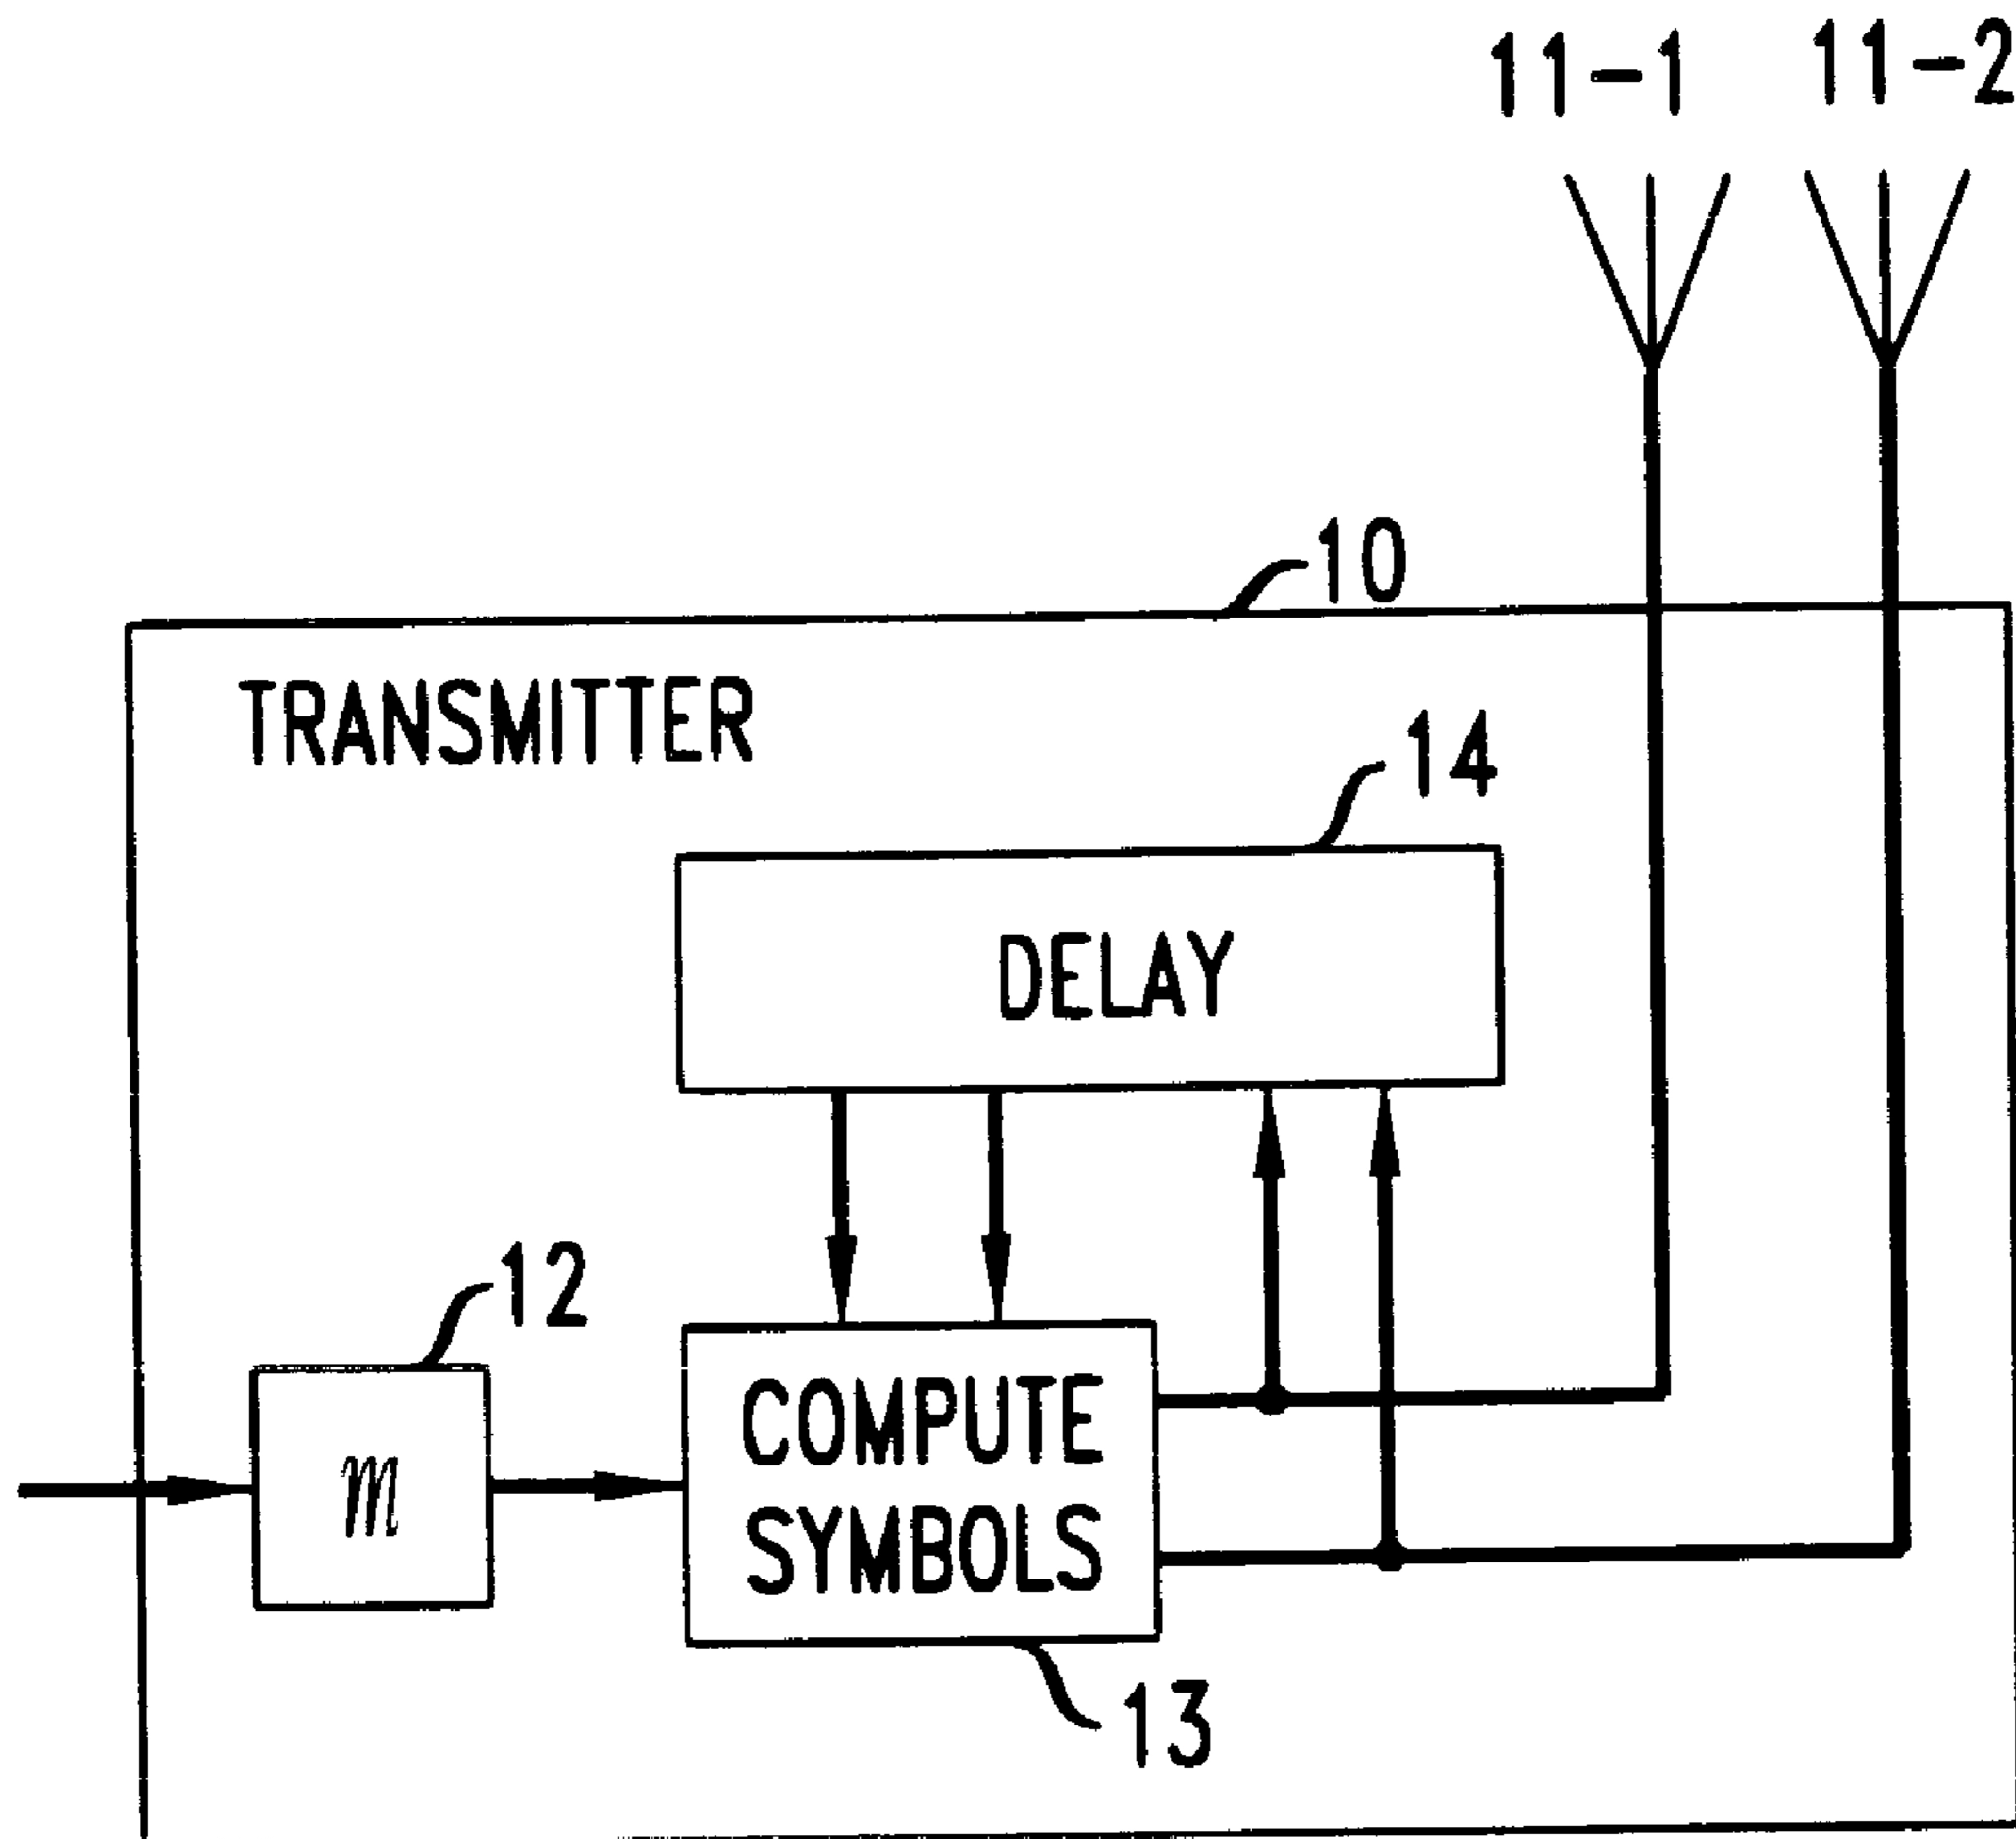 11-1 11-2
10
TRANSMITTER
14
DELAY
12
COMPUTE
SYMBOLS
𝓂
13